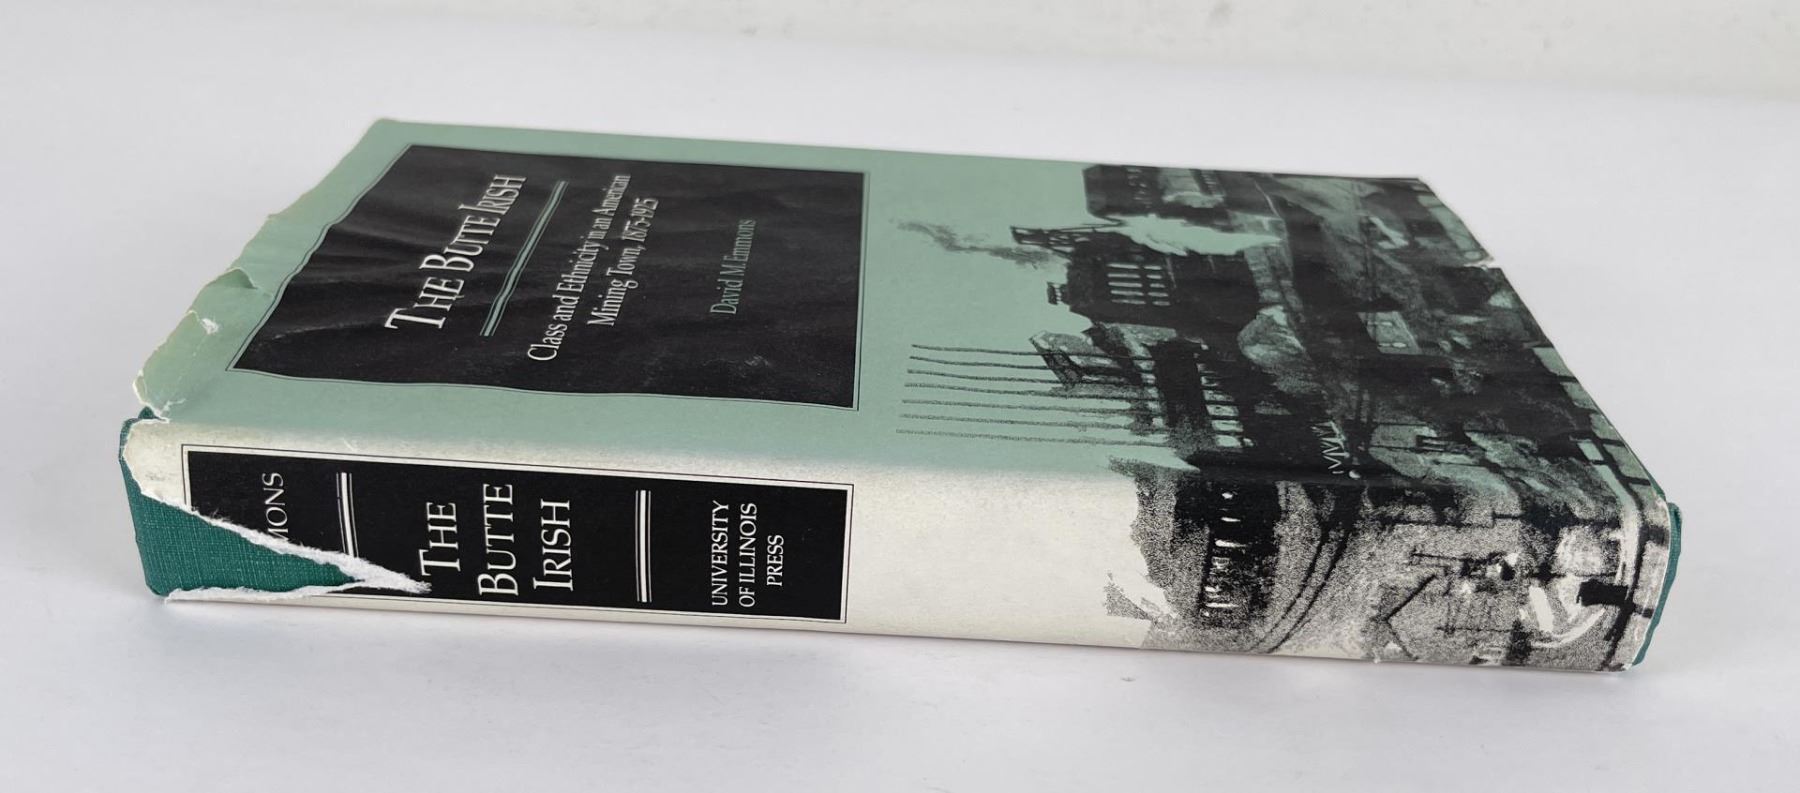 THE BUTTE IRISH
Class and Ethnicity in an American
Mining Town, 1875-1925
David M. Emmons
MONS
THE
BUTTE
IRISH
UNIVERSITY
OF ILLINOIS
PRESS